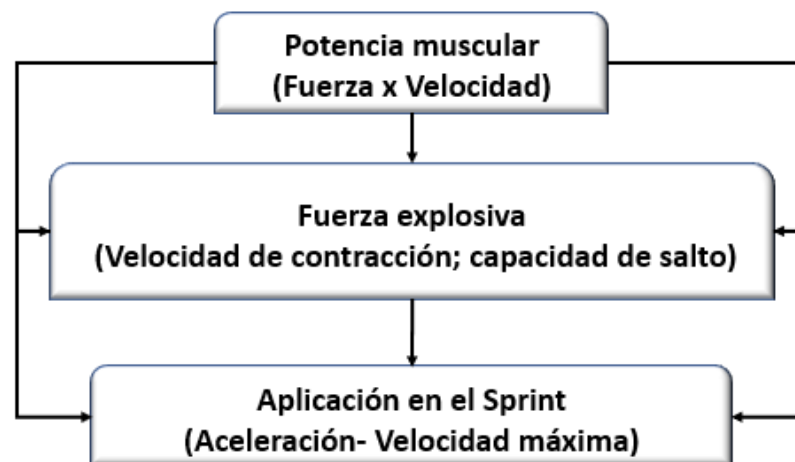 Potencia muscular
(Fuerza x Velocidad)
Fuerza explosiva
(Velocidad de contracción; capacidad de salto)
Aplicación en el Sprint
(Aceleración- Velocidad máxima)